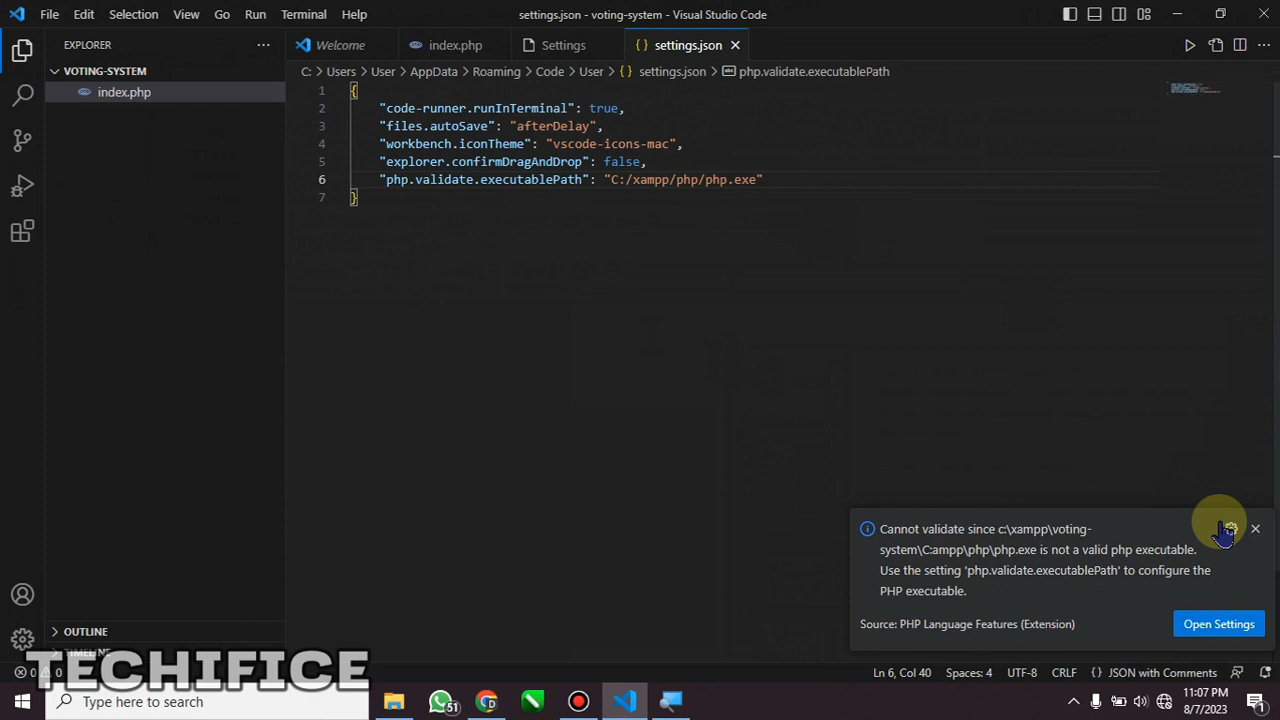 File Edit Selection View Go Run Terminal Help
settings.json - voting-system - Visual Studio Code
EXPLORER
VOTING-SYSTEM
index.php
Welcome
index.php
Settings
settings.json
C: > Users > User > AppData > Roaming > Code > User > settings.json > php.validate.executablePath
1 {
2 "code-runner.runInTerminal": true,
3 "files.autoSave": "afterDelay",
4 "workbench.iconTheme": "vscode-icons-mac",
5 "explorer.confirmDragAndDrop": false,
6 "php.validate.executablePath": "C:/xampp/php/php.exe"
7 }
Cannot validate since c:\xampp\voting-
system\C:ampp\php\php.exe is not a valid php executable.
Use the setting 'php.validate.executablePath' to configure the
PHP executable.
Source: PHP Language Features (Extension)
Open Settings
OUTLINE
TIMELINE
0 0
Ln 6, Col 40 Spaces: 4 UTF-8 CRLF {} JSON with Comments
TECHIFICE
Type here to search
51
11:07 PM
8/7/2023
1